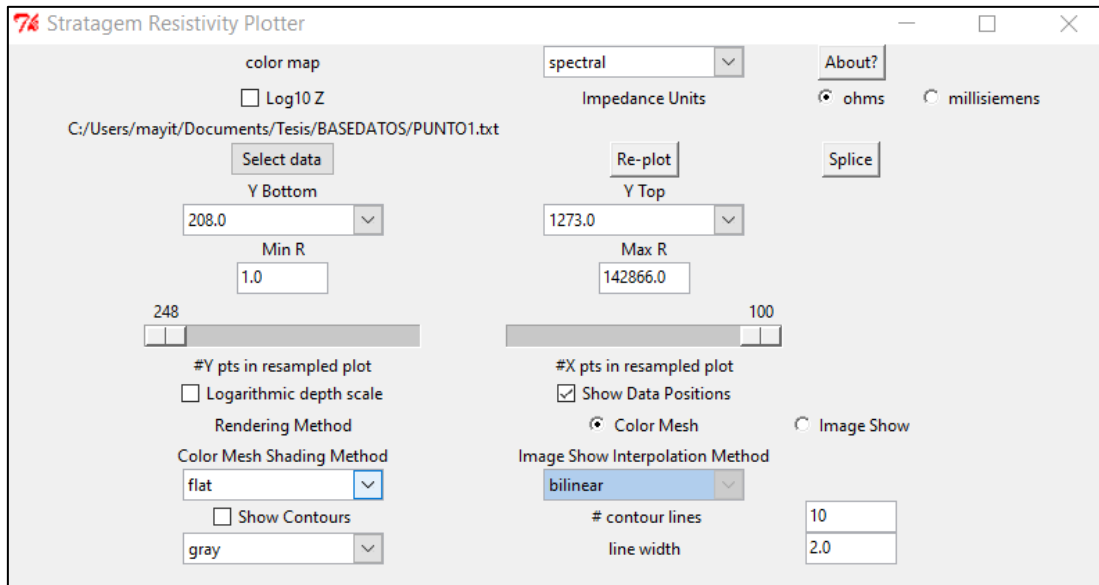 Stratagem Resistivity Plotter
color map spectral About?
Log10 Z Impedance Units ohms millisiemens
C:/Users/mayit/Documents/Tesis/BASEDATOS/PUNTO1.txt
Select data Re-plot Splice
Y Bottom Y Top
208.0 1273.0
Min R Max R
1.0 142866.0
248 100
#Y pts in resampled plot #X pts in resampled plot
Logarithmic depth scale Show Data Positions
Rendering Method Color Mesh Image Show
Color Mesh Shading Method Image Show Interpolation Method
flat bilinear
Show Contours # contour lines 10
gray line width 2.0